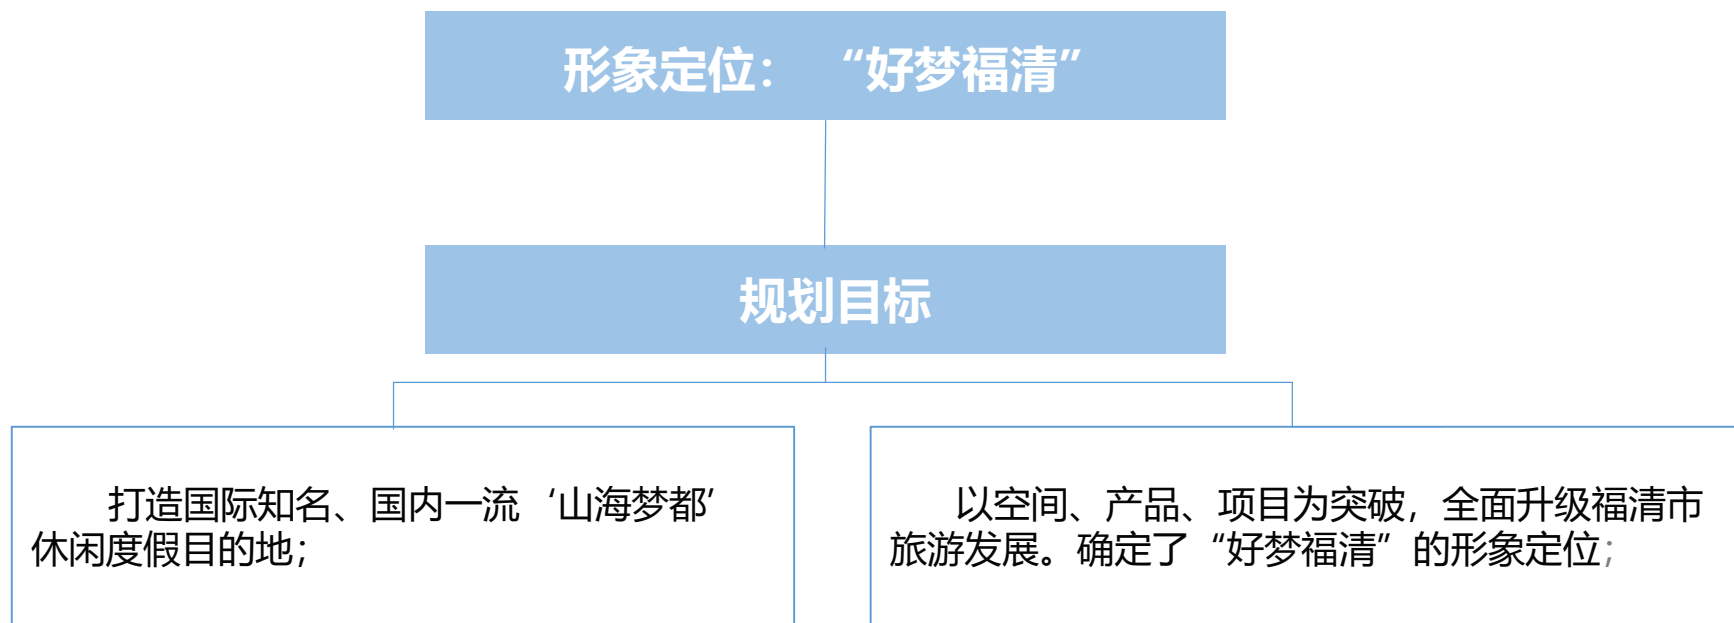 形象定位： “好梦福清”
规划目标
打造国际知名、国内一流‘山海梦都’
休闲度假目的地；
以空间、产品、项目为突破，全面升级福清市
旅游发展。确定了“好梦福清”的形象定位；